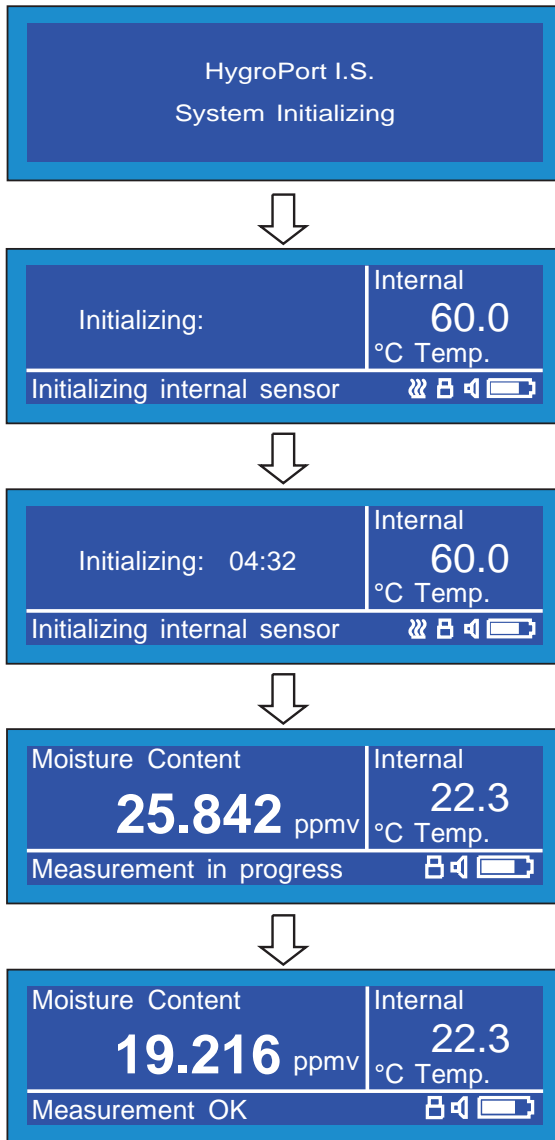 HygroPort I.S.
System Initializing
Internal
Initializing:
60.0
°C Temp.
Initializing internal sensor
Internal
Initializing: 04:32
60.0
°C Temp.
Initializing internal sensor
Moisture Content
Internal
25.842 ppmv
22.3
°C Temp.
Measurement in progress
Moisture Content
Internal
19.216 ppmv
22.3
°C Temp.
Measurement OK